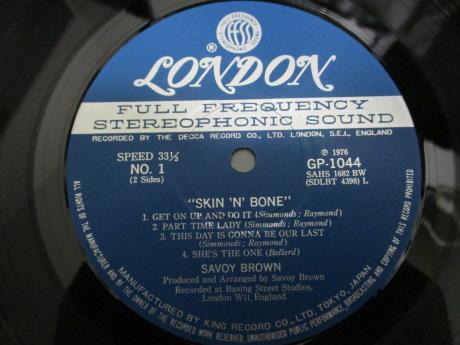 FULL FREQUENCY STEREOPHONIC SOUND
®LONDON
FULL FREQUENCY
STEREOPHONIC SOUND
RECORDED BY THE DECCA RECORD CO., LTD. LONDON, S.E.I., ENGLAND
SPEED 33⅓
NO. 1
(2 Sides)
Ⓟ 1976
GP-1044
SAHS 1682 BW
(SDLBT 4398) L
"SKIN 'N' BONE"
1. GET ON UP AND DO IT (Simmonds; Raymond)
2. PART TIME LADY (Simmonds; Raymond)
3. THIS DAY IS GONNA BE OUR LAST
(Simmonds; Raymond)
4. SHE'S THE ONE (Ballard)
SAVOY BROWN
Produced and Arranged by Savoy Brown
Recorded at Basing Street Studios,
London W11, England
MANUFACTURED BY KING RECORD CO., LTD. TOKYO, JAPAN
ALL RIGHTS OF THE MANUFACTURER AND OF THE OWNER OF THE RECORDED WORK RESERVED. UNAUTHORISED PUBLIC PERFORMANCE, BROADCASTING AND COPYING OF THIS RECORD PROHIBITED